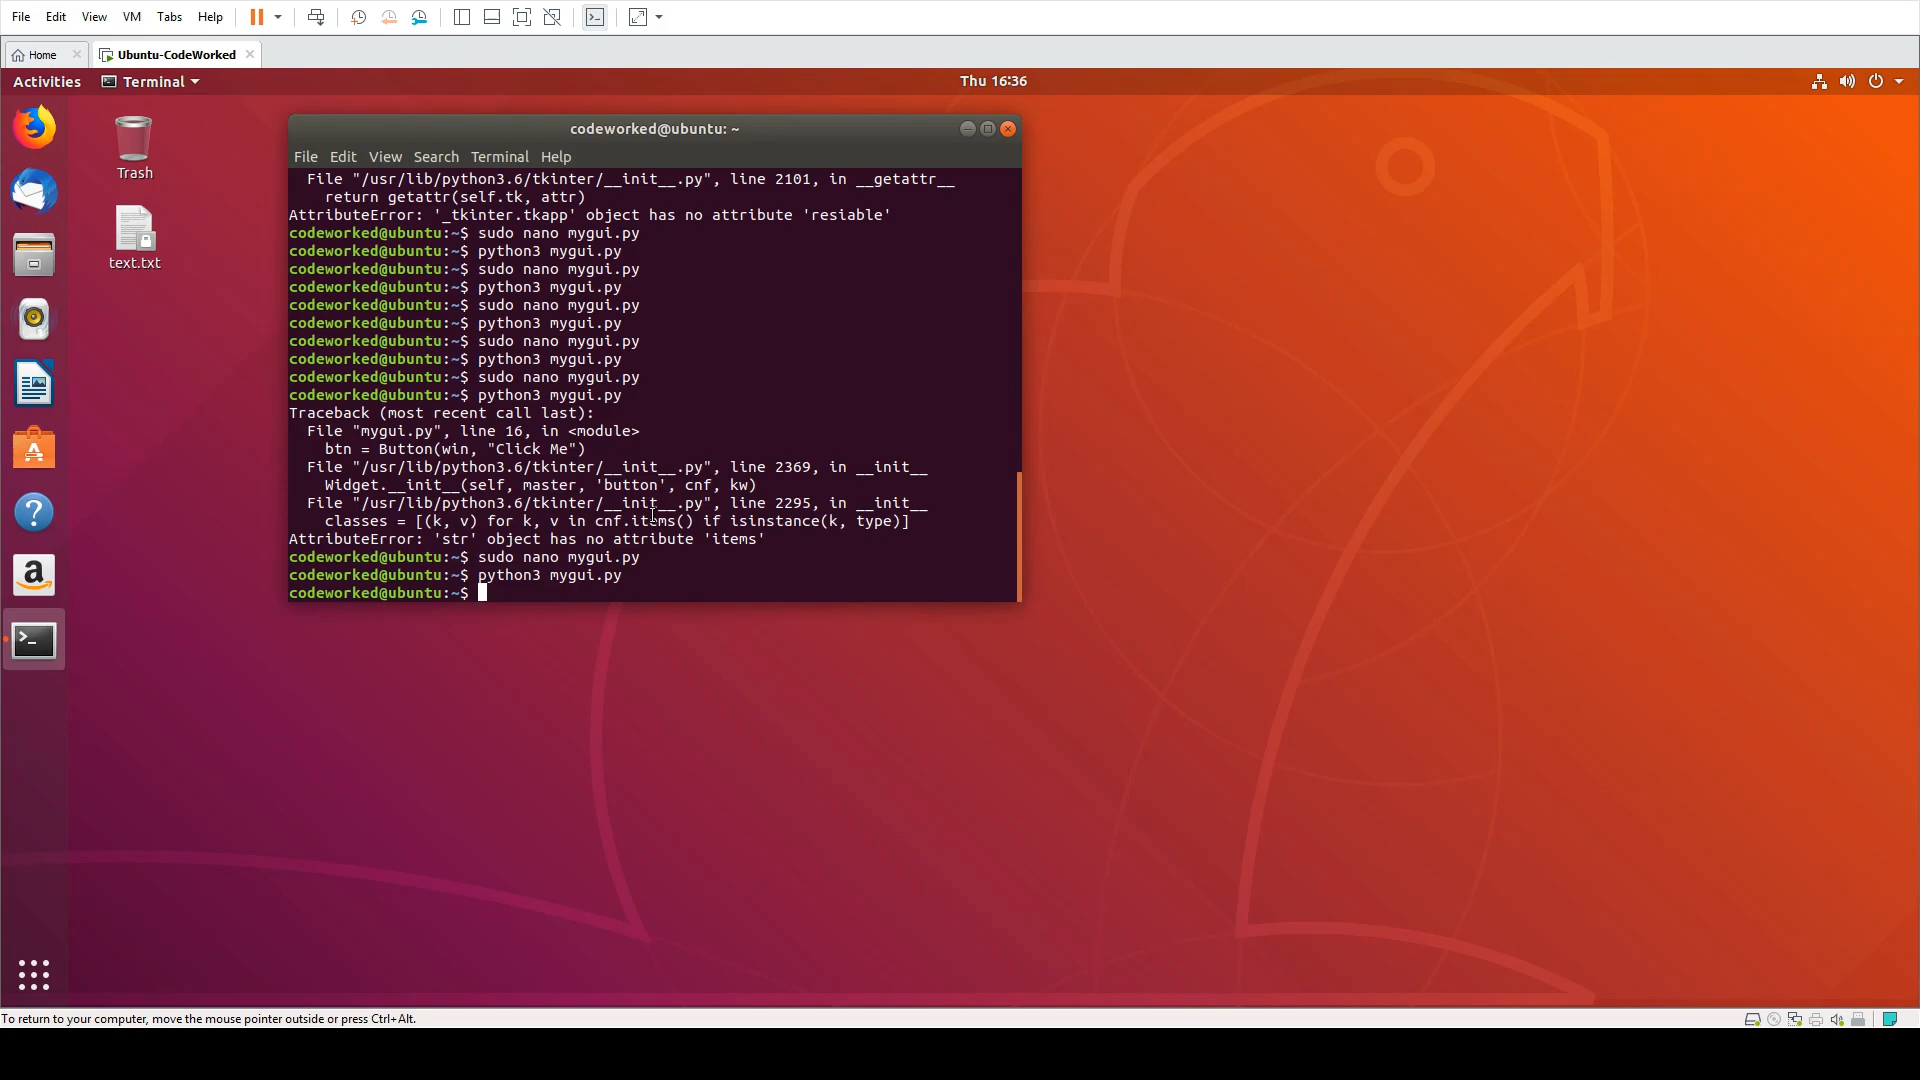 File Edit View VM Tabs Help
Home
Ubuntu-CodeWorked
Activities Terminal Thu 16:36
Trash
text.txt
codeworked@ubuntu: ~
File Edit View Search Terminal Help
File "/usr/lib/python3.6/tkinter/__init__.py", line 2101, in __getattr__
return getattr(self.tk, attr)
AttributeError: '_tkinter.tkapp' object has no attribute 'resiable'
codeworked@ubuntu:~$ sudo nano mygui.py
codeworked@ubuntu:~$ python3 mygui.py
codeworked@ubuntu:~$ sudo nano mygui.py
codeworked@ubuntu:~$ python3 mygui.py
codeworked@ubuntu:~$ sudo nano mygui.py
codeworked@ubuntu:~$ python3 mygui.py
codeworked@ubuntu:~$ sudo nano mygui.py
codeworked@ubuntu:~$ python3 mygui.py
codeworked@ubuntu:~$ sudo nano mygui.py
codeworked@ubuntu:~$ python3 mygui.py
Traceback (most recent call last):
File "mygui.py", line 16, in <module>
btn = Button(win, "Click Me")
File "/usr/lib/python3.6/tkinter/__init__.py", line 2369, in __init__
Widget.__init__(self, master, 'button', cnf, kw)
File "/usr/lib/python3.6/tkinter/__init__.py", line 2295, in __init__
classes = [(k, v) for k, v in cnf.items() if isinstance(k, type)]
AttributeError: 'str' object has no attribute 'items'
codeworked@ubuntu:~$ sudo nano mygui.py
codeworked@ubuntu:~$ python3 mygui.py
codeworked@ubuntu:~$
To return to your computer, move the mouse pointer outside or press Ctrl+Alt.